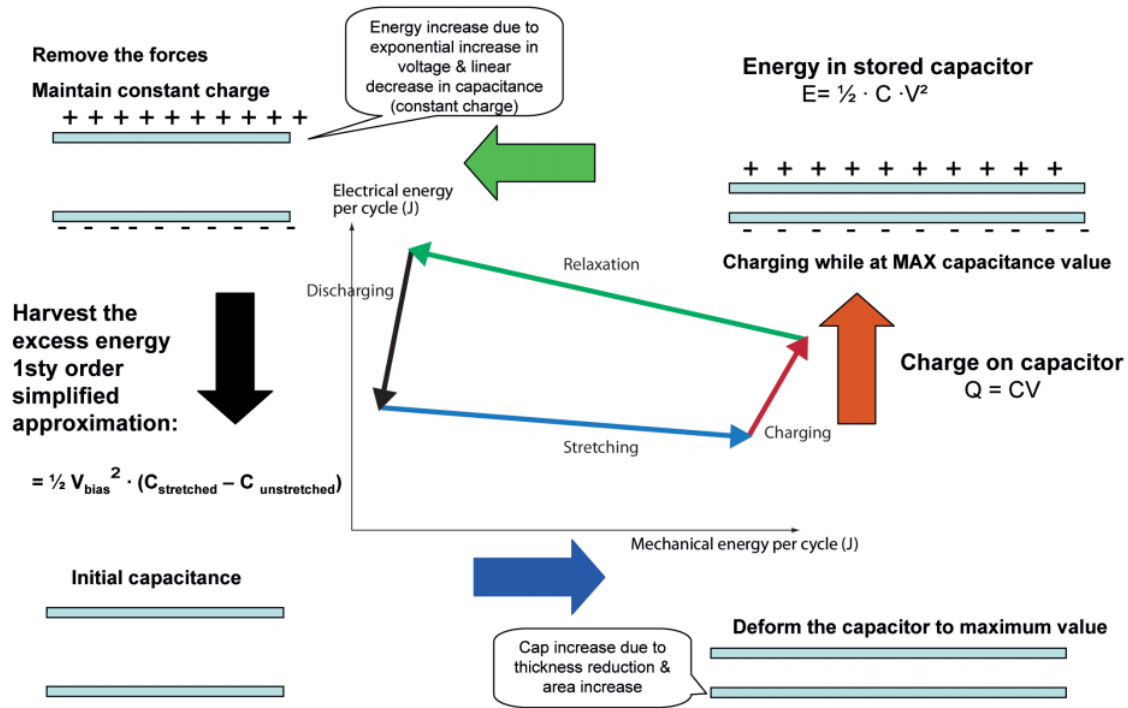 Remove the forces
Maintain constant charge
+ + + + + + + + + +
- - - - - - - - - -
Energy increase due to
exponential increase in
voltage & linear
decrease in capacitance
(constant charge)
Energy in stored capacitor
E= ½ · C ·V²
+ + + + + + + + +
- - - - - - - - - -
Charging while at MAX capacitance value
Electrical energy
per cycle (J)
Relaxation
Discharging
Stretching
Charging
Mechanical energy per cycle (J)
Harvest the
excess energy
1sty order
simplified
approximation:
= ½ V_bias² · (C_stretched – C_unstretched)
Charge on capacitor
Q = CV
Initial capacitance
Cap increase due to
thickness reduction &
area increase
Deform the capacitor to maximum value